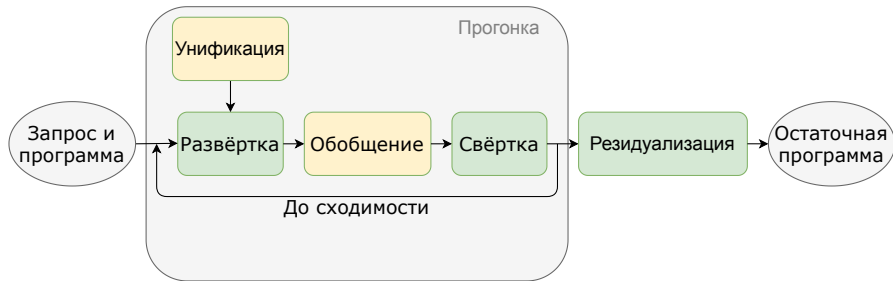 Прогонка
Унификация
Запрос и
программа
Развёртка
Обобщение
Свёртка
Резидуализация
Остаточная
программа
До сходимости